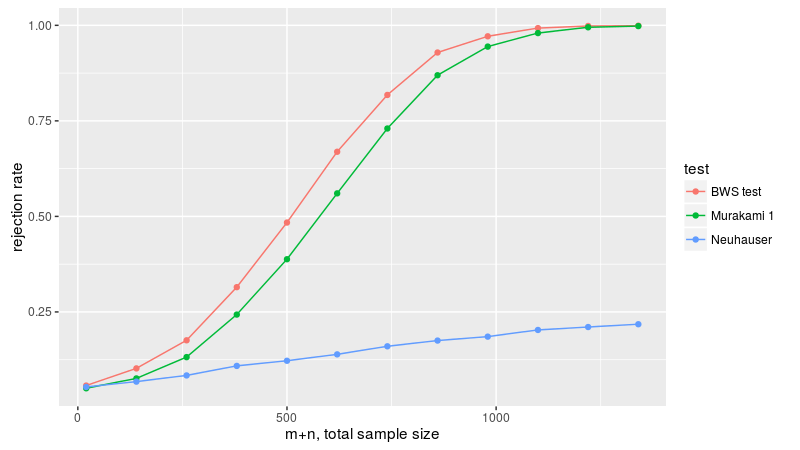 1.00
0.75
0.50
0.25
rejection rate
0
500
1000
m+n, total sample size
test
BWS test
Murakami 1
Neuhauser